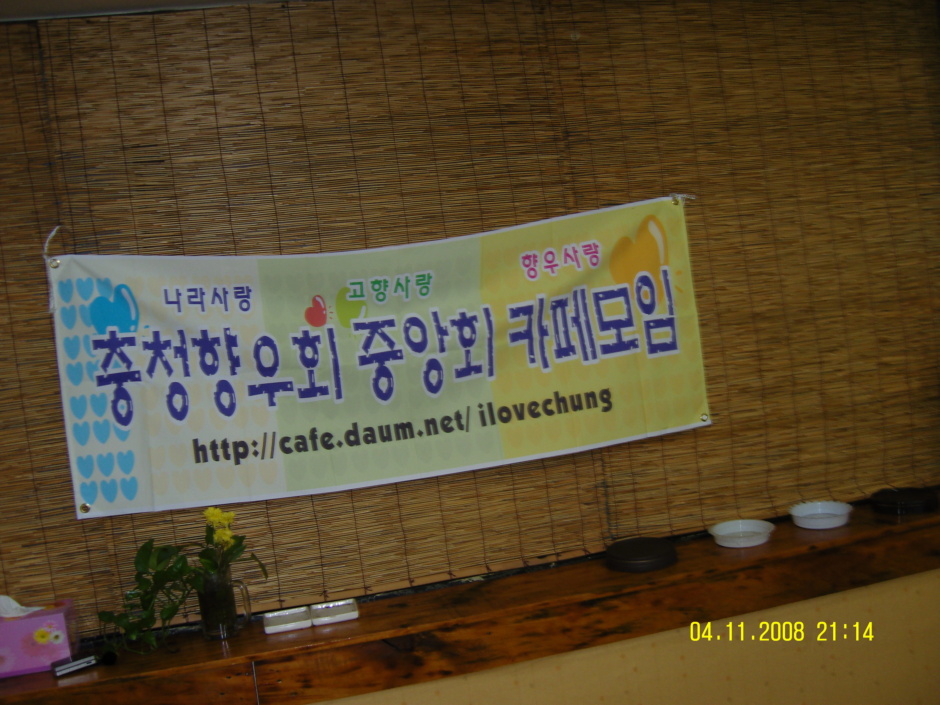 나라사랑 고향사랑 향우사랑
충청향우회 중앙회 카페모임
http://cafe.daum.net/ilovechung
04.11.2008 21:14